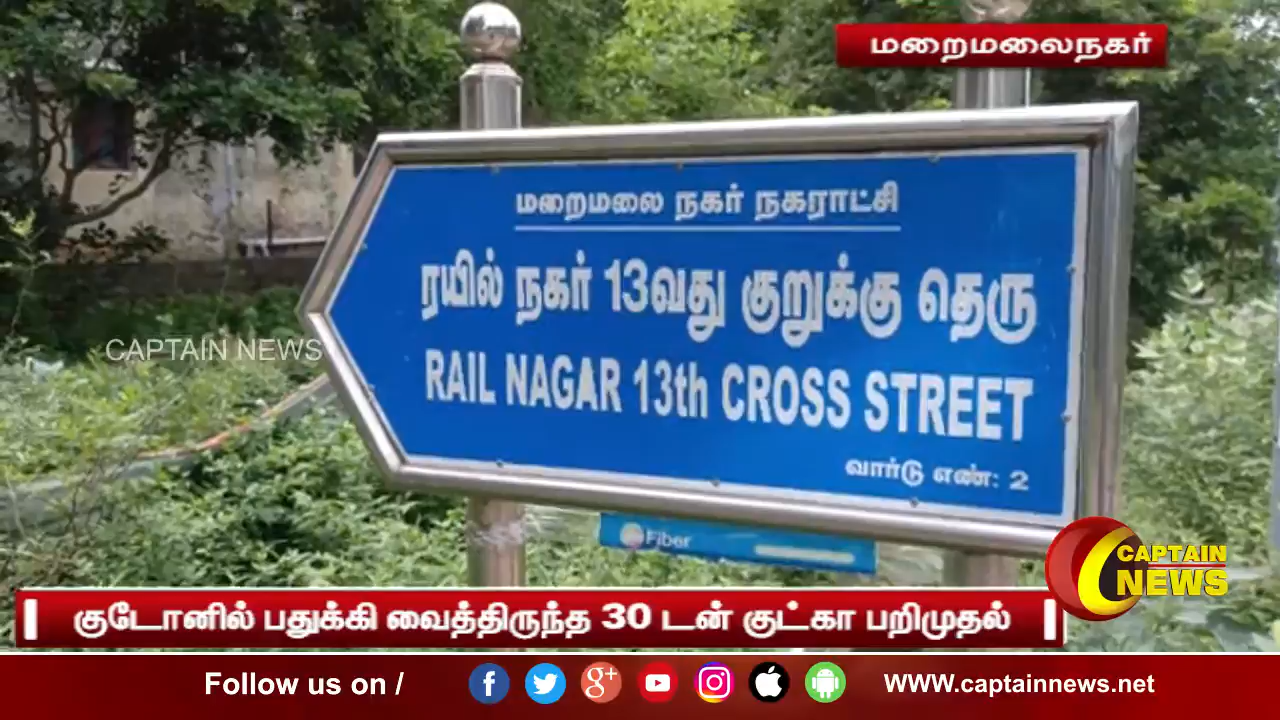 மறைமலைநகர்
மறைமலை நகர் நகராட்சி
ரயில் நகர் 13வது குறுக்கு தெரு
RAIL NAGAR 13th CROSS STREET
வார்டு எண்: 2
CAPTAIN NEWS
Fiber
CAPTAIN
NEWS
குடோனில் பதுக்கி வைத்திருந்த 30 டன் குட்கா பறிமுதல்
Follow us on /
f
g+
WWW.captainnews.net